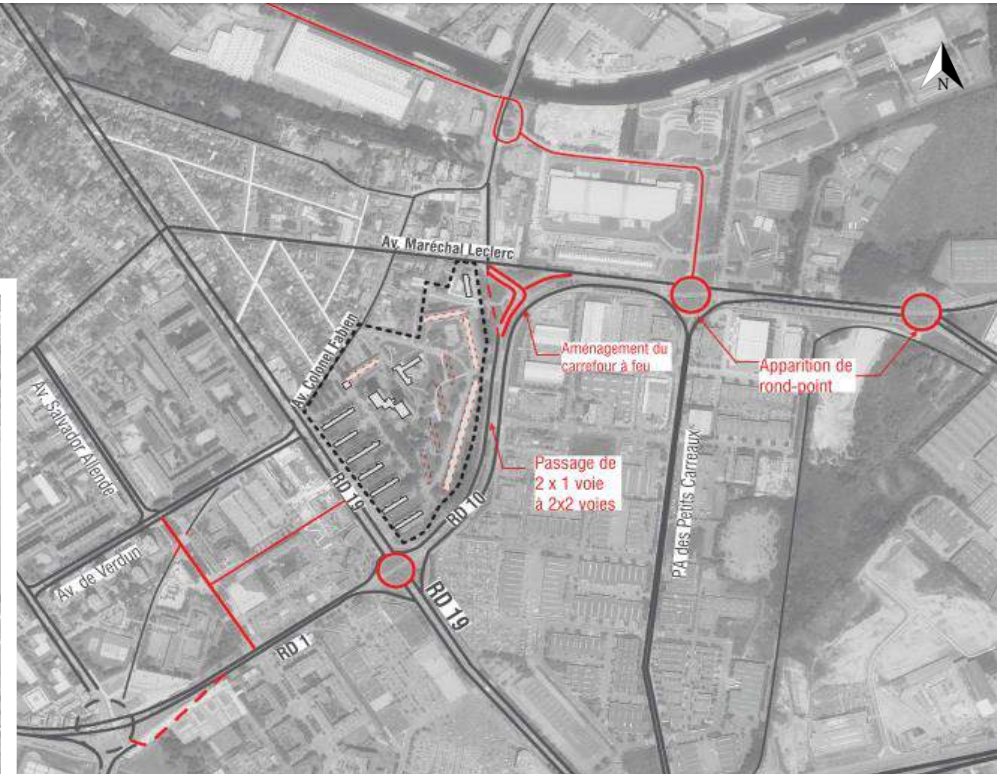 N
Av. Maréchal Leclerc
Av. Colonel Fabien
Aménagement du
carrefour à feu
Apparition de
rond-point
Av. Salvador Allende
Passage de
2 x 1 voie
à 2x2 voies
PA des Petits Carreaux
RD 19
RD 10
Av. de Verdun
RD 19
RD 1